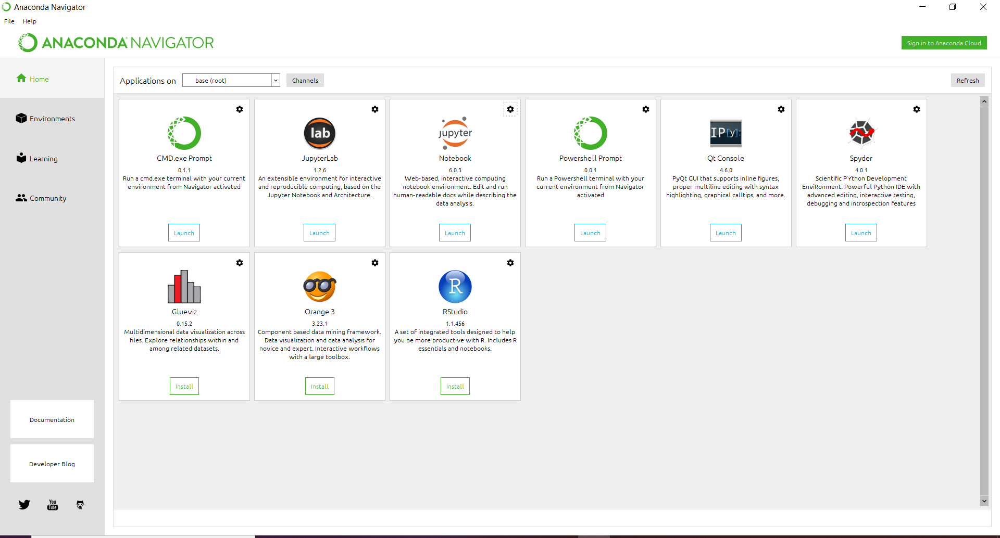 Anaconda Navigator
File Help
ANACONDA NAVIGATOR
Sign in to Anaconda Cloud
Home
Environments
Learning
Community
Documentation
Developer Blog
You
Tube
Applications on base (root) Channels Refresh
CMD.exe Prompt
0.1.1
Run a cmd.exe terminal with your current
environment from Navigator activated
Launch
lab
JupyterLab
1.2.6
An extensible environment for interactive
and reproducible computing, based on the
Jupyter Notebook and Architecture.
Launch
jupyter
Notebook
6.0.3
Web-based, interactive computing
notebook environment. Edit and run
human-readable docs while describing the
data analysis.
Launch
Powershell Prompt
0.0.1
Run a Powershell terminal with your
current environment from Navigator
activated
Launch
IP[y]:
Qt Console
4.6.0
PyQt GUI that supports inline figures,
proper multiline editing with syntax
highlighting, graphical calltips, and more.
Launch
Spyder
4.0.1
Scientific PYthon Development
EnviRonment. Powerful Python IDE with
advanced editing, interactive testing,
debugging and introspection features
Launch
Glueviz
0.15.2
Multidimensional data visualization across
files. Explore relationships within and
among related datasets.
Install
Orange 3
3.23.1
Component based data mining framework.
Data visualization and data analysis for
novice and expert. Interactive workflows
with a large toolbox.
Install
R
RStudio
1.1.456
A set of integrated tools designed to help
you be more productive with R. Includes R
essentials and notebooks.
Install